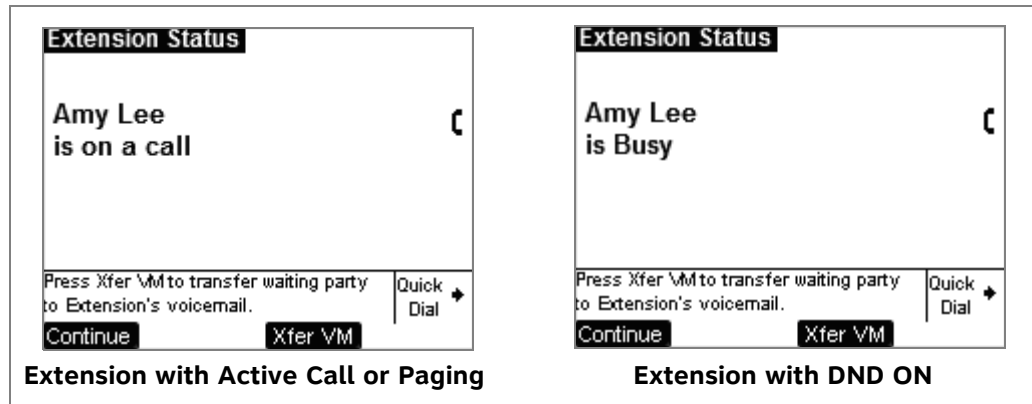 Extension Status
Amy Lee
is on a call
Press Xfer VM to transfer waiting party
to Extension's voicemail.
Quick
Dial
Continue
Xfer VM
Extension with Active Call or Paging
Extension Status
Amy Lee
is Busy
Press Xfer VM to transfer waiting party
to Extension's voicemail.
Quick
Dial
Continue
Xfer VM
Extension with DND ON